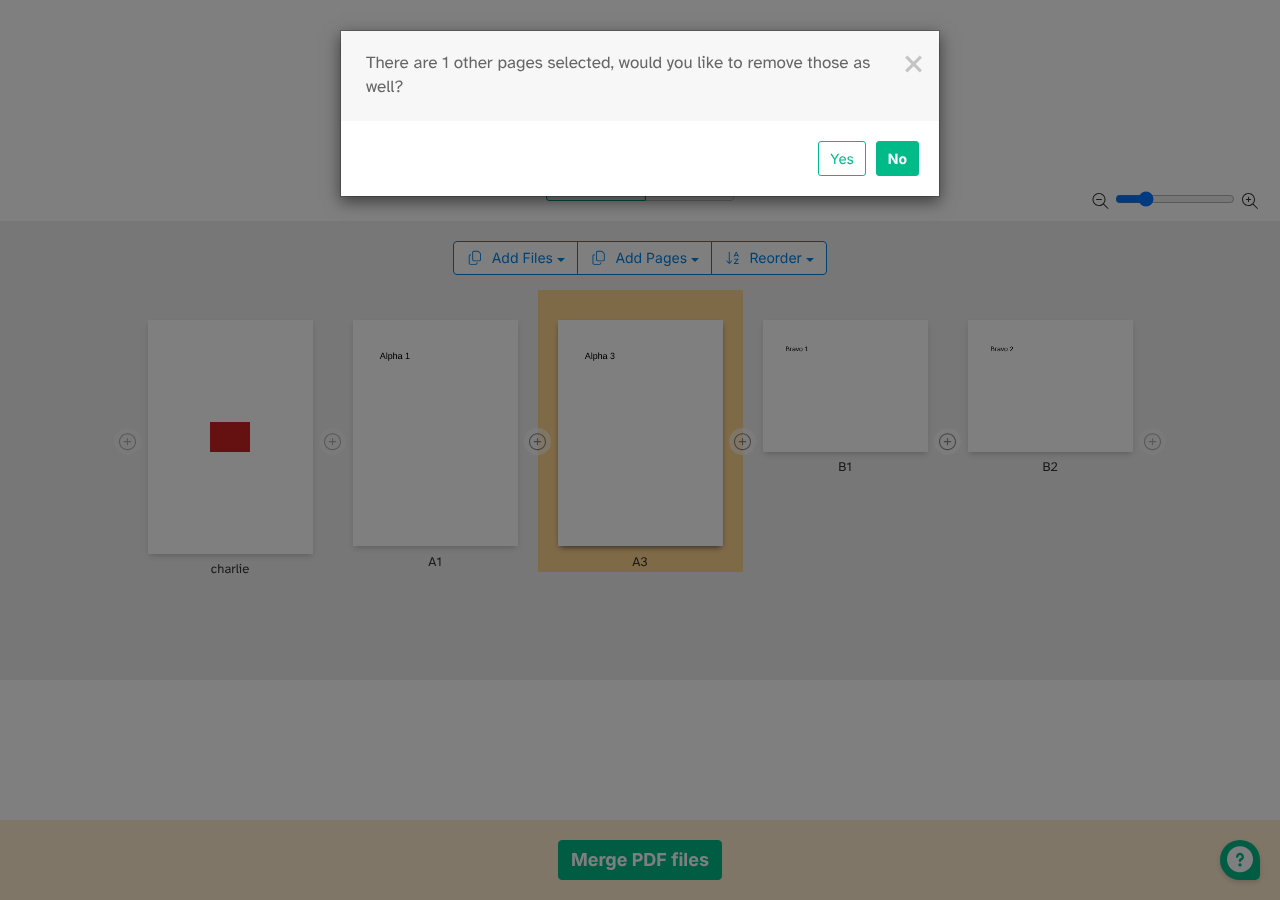 There are 1 other pages selected, would you like to remove those as
well?
Yes
No
Add Files
Add Pages
Reorder
Alpha 1
Alpha 3
Bravo 1
Bravo 2
B1
B2
A1
A3
charlie
Merge PDF files
?